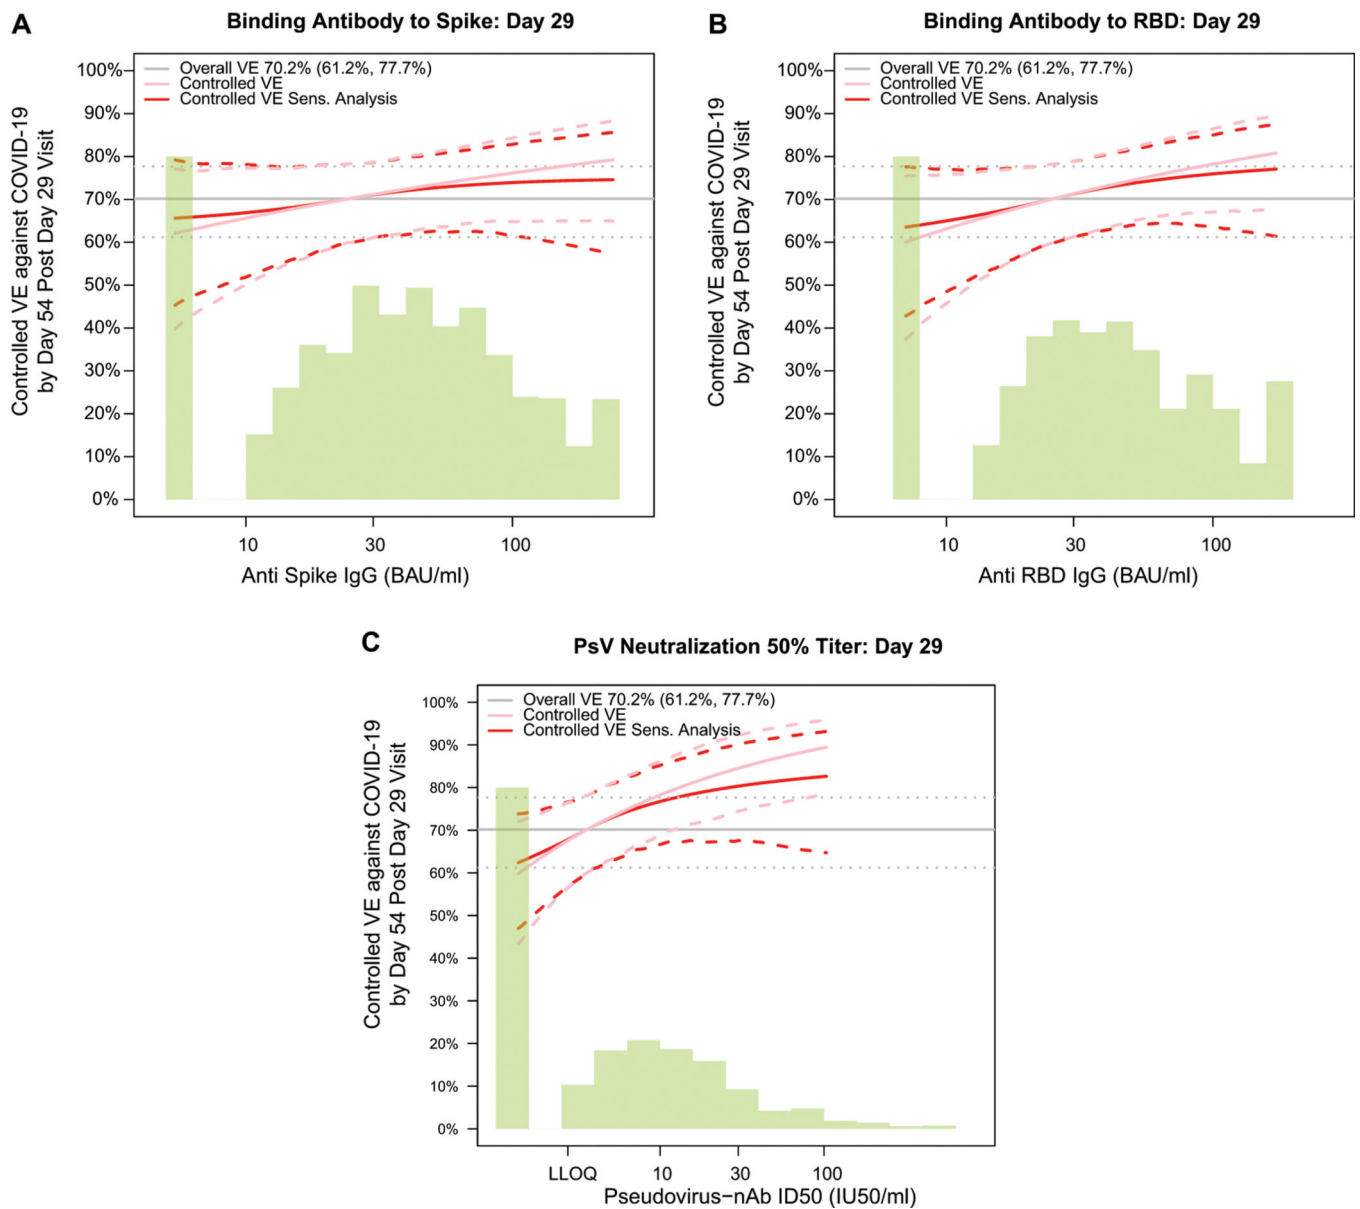 A
Binding Antibody to Spike: Day 29
Controlled VE against COVID-19
by Day 54 Post Day 29 Visit
100%
90%
80%
70%
60%
50%
40%
30%
20%
10%
0%
Overall VE 70.2% (61.2%, 77.7%)
Controlled VE
Controlled VE Sens. Analysis
10
30
100
Anti Spike IgG (BAU/ml)
B
Binding Antibody to RBD: Day 29
Controlled VE against COVID-19
by Day 54 Post Day 29 Visit
100%
90%
80%
70%
60%
50%
40%
30%
20%
10%
0%
Overall VE 70.2% (61.2%, 77.7%)
Controlled VE
Controlled VE Sens. Analysis
10
30
100
Anti RBD IgG (BAU/ml)
C
PsV Neutralization 50% Titer: Day 29
Controlled VE against COVID-19
by Day 54 Post Day 29 Visit
100%
90%
80%
70%
60%
50%
40%
30%
20%
10%
0%
Overall VE 70.2% (61.2%, 77.7%)
Controlled VE
Controlled VE Sens. Analysis
LLOQ
10
30
100
Pseudovirus−nAb ID50 (IU50/ml)